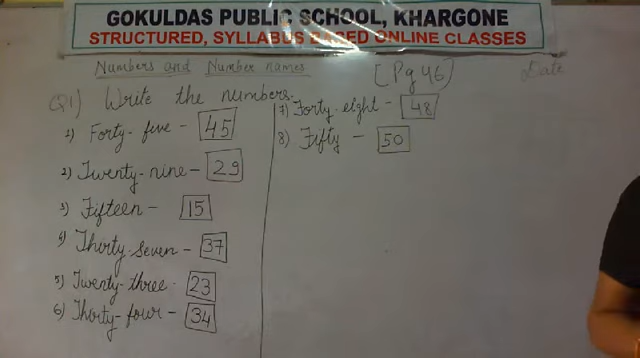 GOKULDAS PUBLIC SCHOOL, KHARGONE
STRUCTURED, SYLLABUS BASED ONLINE CLASSES
Numbers and Number names
[Pg 46]
Date
Q1) Write the numbers.
1) Forty-five - 45
2) Twenty-nine - 29
3) Fifteen - 15
4) Thirty-seven - 37
5) Twenty-three - 23
6) Thirty-four - 34
7) Forty-eight - 48
8) Fifty - 50